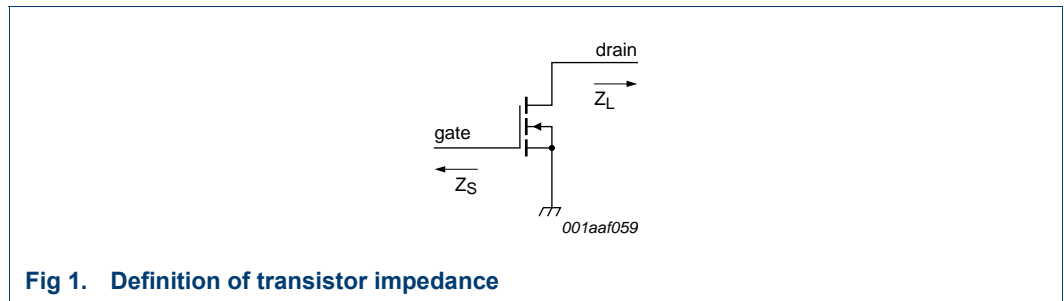 drain
Z_L
gate
Z_S
001aaf059
Fig 1. Definition of transistor impedance